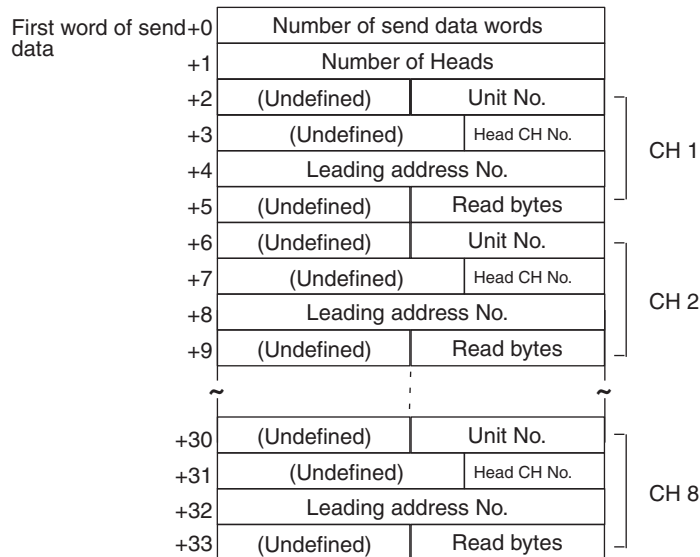 First word of send data
+0 Number of send data words
+1 Number of Heads
+2 (Undefined) Unit No.
+3 (Undefined) Head CH No.
CH 1
+4 Leading address No.
+5 (Undefined) Read bytes
+6 (Undefined) Unit No.
+7 (Undefined) Head CH No.
CH 2
+8 Leading address No.
+9 (Undefined) Read bytes
~ ~
+30 (Undefined) Unit No.
+31 (Undefined) Head CH No.
CH 8
+32 Leading address No.
+33 (Undefined) Read bytes